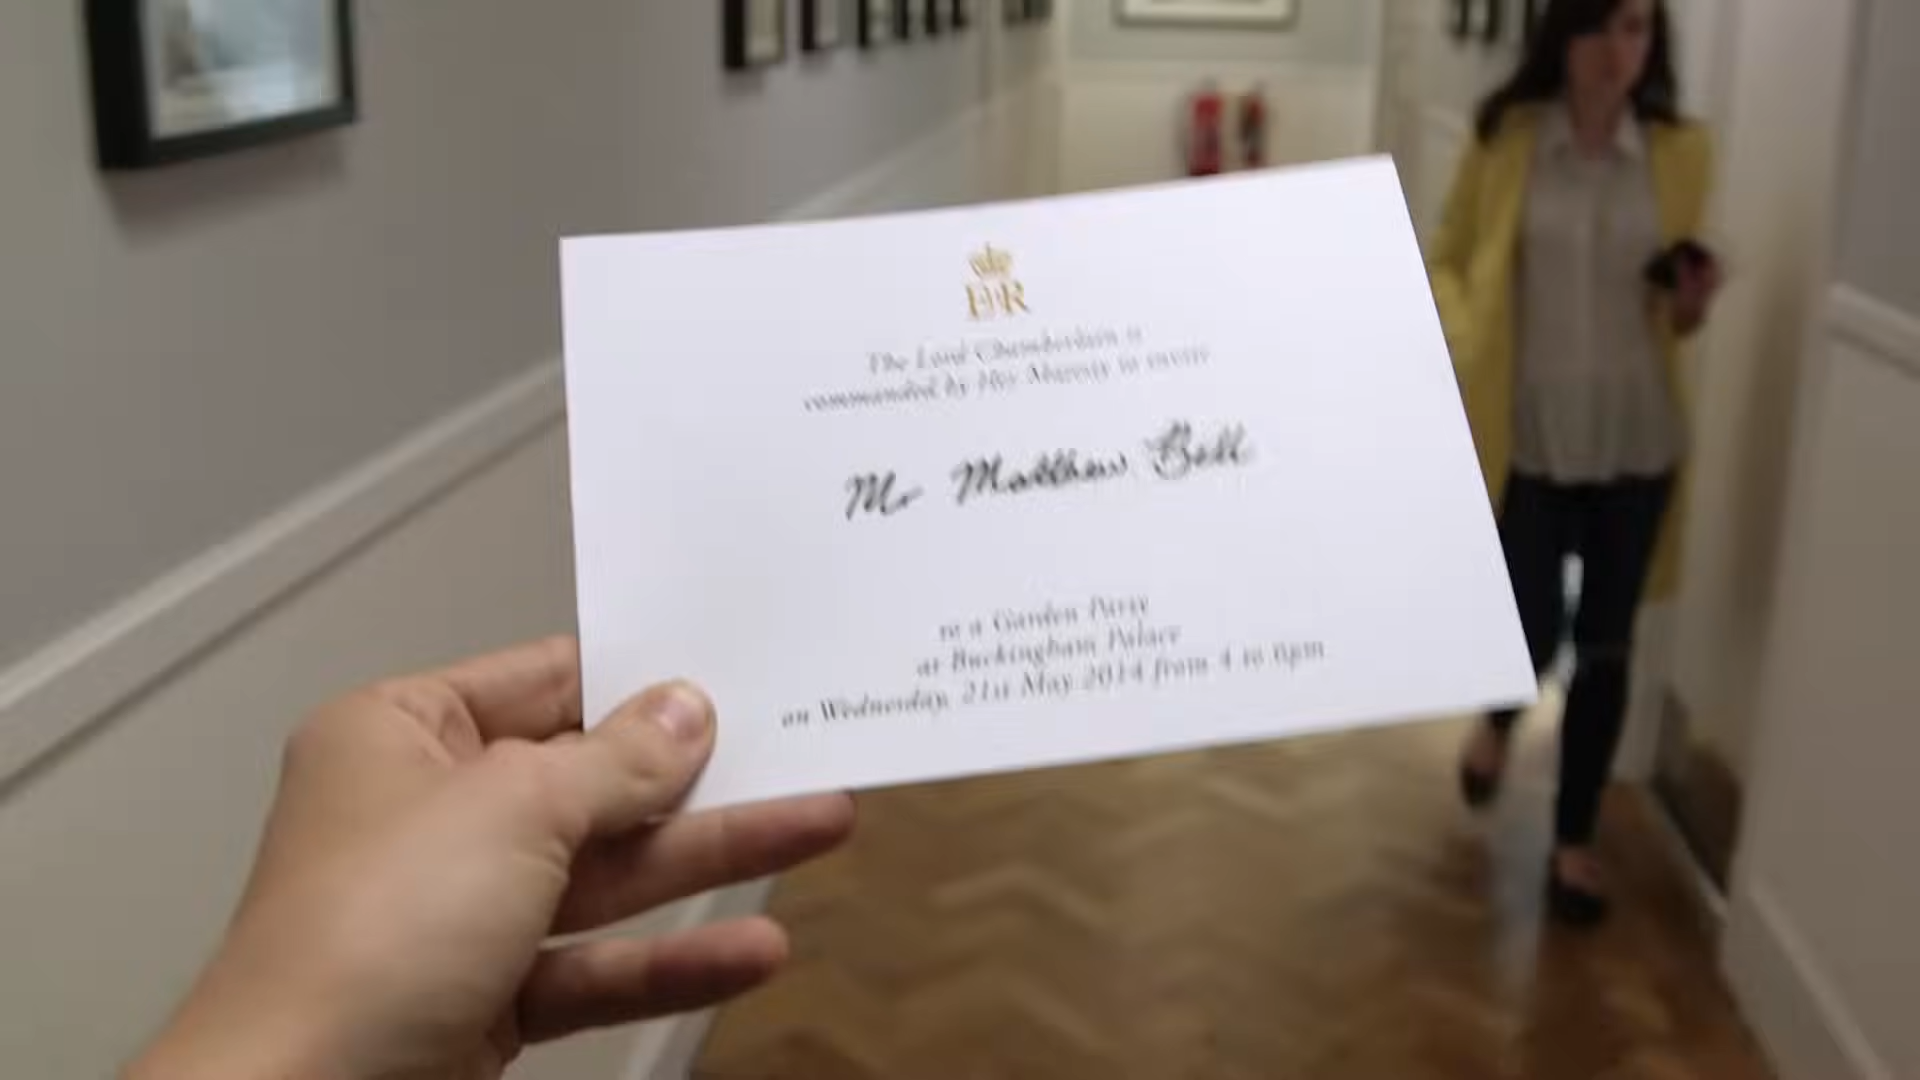 EIIR
The Lord Chamberlain is
commanded by Her Majesty to invite
Mr Matthew Bell
to a Garden Party
at Buckingham Palace
on Wednesday, 21st May 2014 from 4 to 6pm